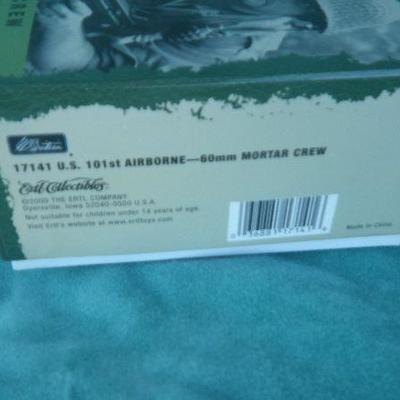 17141 U.S. 101st AIRBORNE—60mm MORTAR CREW
Ertl Collectibles
©2000 THE ERTL COMPANY
Dyersville, Iowa 52040-0500 U.S.A.
Not suitable for children under 14 years of age.
Visit Ertl's website at www.ertltoys.com
Made in China